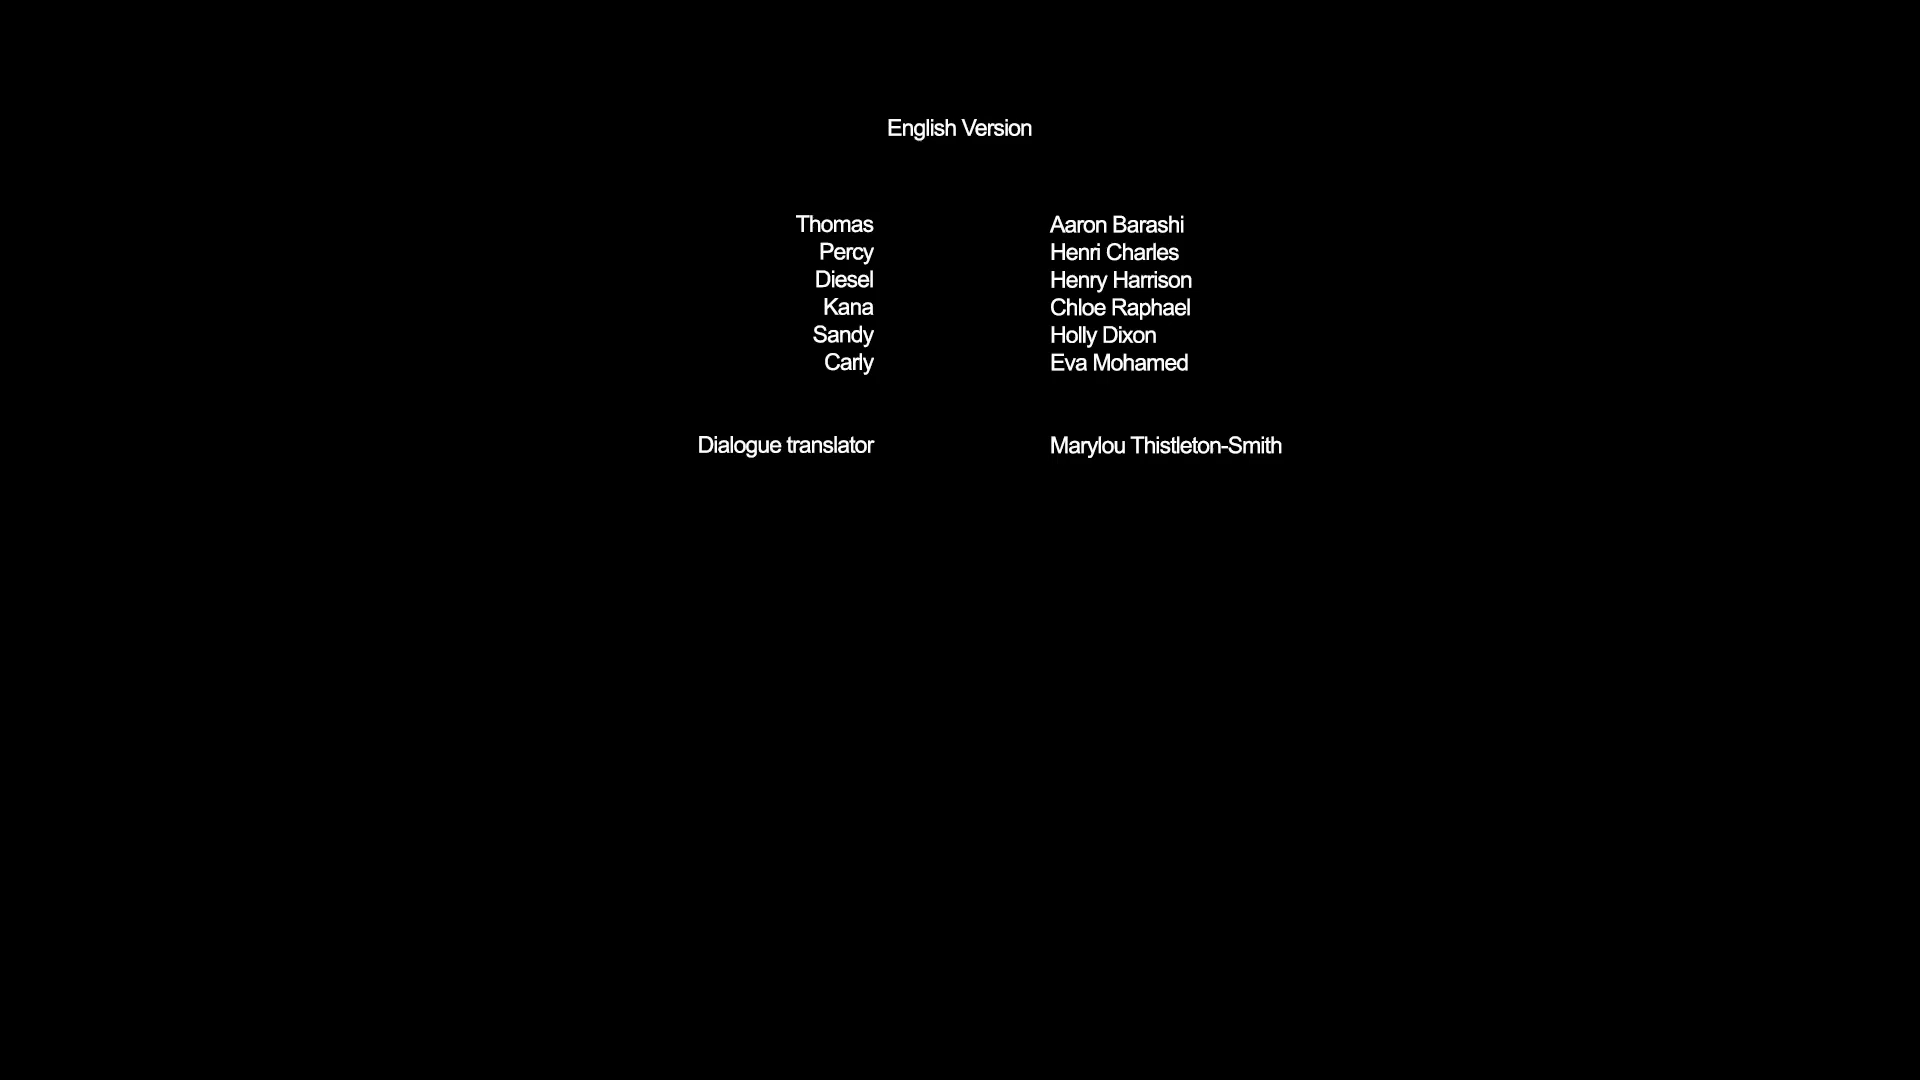 English Version
Thomas Aaron Barashi
Percy Henri Charles
Diesel Henry Harrison
Kana Chloe Raphael
Sandy Holly Dixon
Carly Eva Mohamed
Dialogue translator Marylou Thistleton-Smith